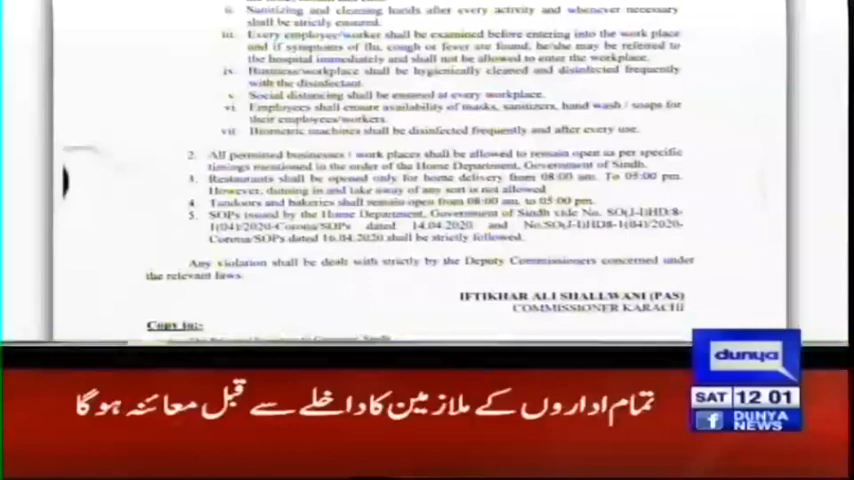 ii. Sanitizing and cleaning hands after every activity and whenever necessary
shall be strictly ensured.
iii. Every employee/worker shall be examined before entering into the work place
and if symptoms of flu, cough or fever are found, he/she may be referred to
the hospital immediately and shall not be allowed to enter the workplace.
iv. Business/workplace shall be hygienically cleaned and disinfected frequently
with the disinfectant.
v. Social distancing shall be ensured at every workplace.
vi. Employees shall ensure availability of masks, sanitizers, hand wash / soaps for
their employees/workers.
vii. Biometric machines shall be disinfected frequently and after every use.
2. All permitted businesses / work places shall be allowed to remain open as per specific
timings mentioned in the order of the Home Department, Government of Sindh.
3. Restaurants shall be opened only for home delivery from 08:00 am. To 05:00 pm.
However, dinning in and take away of any sort is not allowed
4. Tandoors and bakeries shall remain open from 08:00 am. to 05:00 pm.
5. SOPs issued by the Home Department, Government of Sindh vide No. SO(J-I)HD/8-
1(04)/2020-Corona/SOPs dated 14.04.2020 and No.SO(J-I)HD8-1(04)/2020-
Corona/SOPs dated 16.04.2020 shall be strictly followed.
Any violation shall be dealt with strictly by the Deputy Commissioners concerned under
the relevant laws.
IFTIKHAR ALI SHALLWANI (PAS)
COMMISSIONER KARACHI
Copy to:-
dunya
SAT 12 01
f DUNYA NEWS
تمام اداروں کے ملازمین کا داخلے سے قبل معائنہ ہوگا